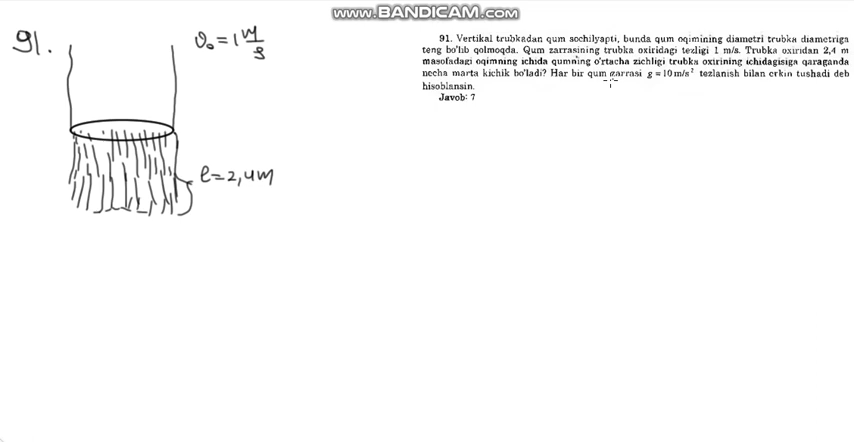 www.BANDICAM.com
91.
v₀ = 1 M/S
l = 2,4 m
91. Vertikal trubkadan qum sochilyapti, bunda qum oqimining diametri trubka diametriga
teng bo'lib qolmoqda. Qum zarrasining trubka oxiridagi tezligi 1 m/s. Trubka oxiridan 2,4 m
masofadagi oqimning ichida qumning o'rtacha zichligi trubka oxirining ichidagisiga qaraganda
necha marta kichik bo'ladi? Har bir qum zarrasi g = 10 m/s² tezlanish bilan erkin tushadi deb
hisoblansin.
Javob: 7